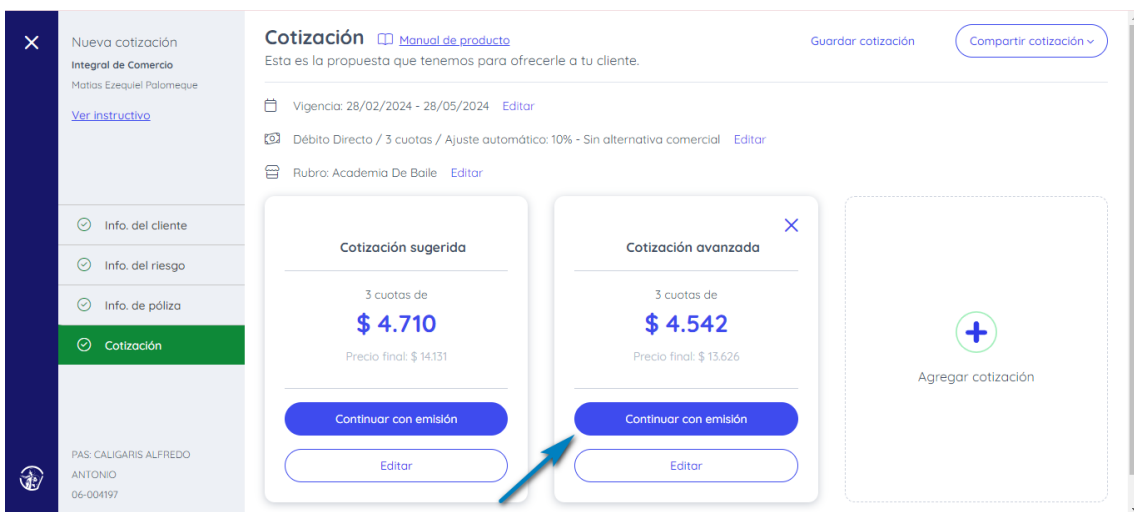 Nueva cotización
Integral de Comercio
Matias Ezequiel Palomeque
Ver instructivo
Info. del cliente
Info. del riesgo
Info. de póliza
Cotización
PAS: CALIGARIS ALFREDO
ANTONIO
06-004197
Cotización Manual de producto
Guardar cotización
Compartir cotización
Esta es la propuesta que tenemos para ofrecerle a tu cliente.
Vigencia: 28/02/2024 - 28/05/2024 Editar
Débito Directo / 3 cuotas / Ajuste automático: 10% - Sin alternativa comercial Editar
Rubro: Academia De Baile Editar
Cotización sugerida
3 cuotas de
$ 4.710
Precio final: $ 14.131
Continuar con emisión
Editar
Cotización avanzada
3 cuotas de
$ 4.542
Precio final: $ 13.626
Continuar con emisión
Editar
Agregar cotización